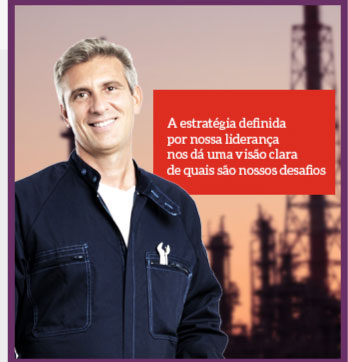 A estratégia definida
por nossa liderança
nos dá uma visão clara
de quais são nossos desafios